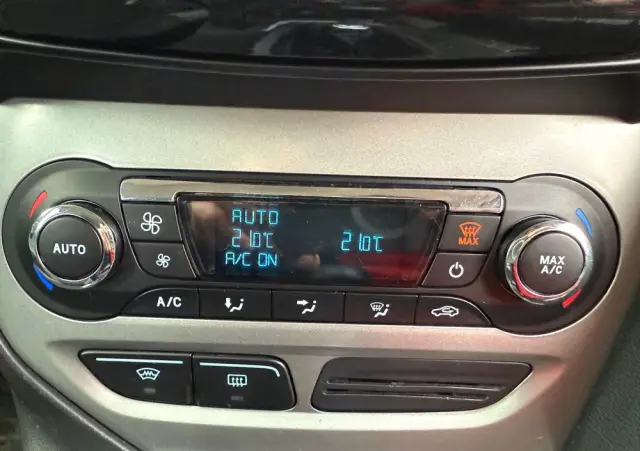 AUTO
AUTO
21.0°C 21.0°C
A/C ON
MAX
MAX
A/C
A/C